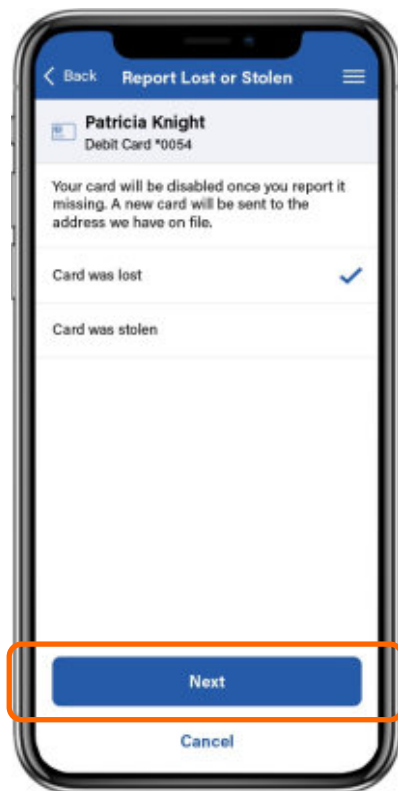 Back Report Lost or Stolen
Patricia Knight
Debit Card *0054
Your card will be disabled once you report it
missing. A new card will be sent to the
address we have on file.
Card was lost
Card was stolen
Next
Cancel